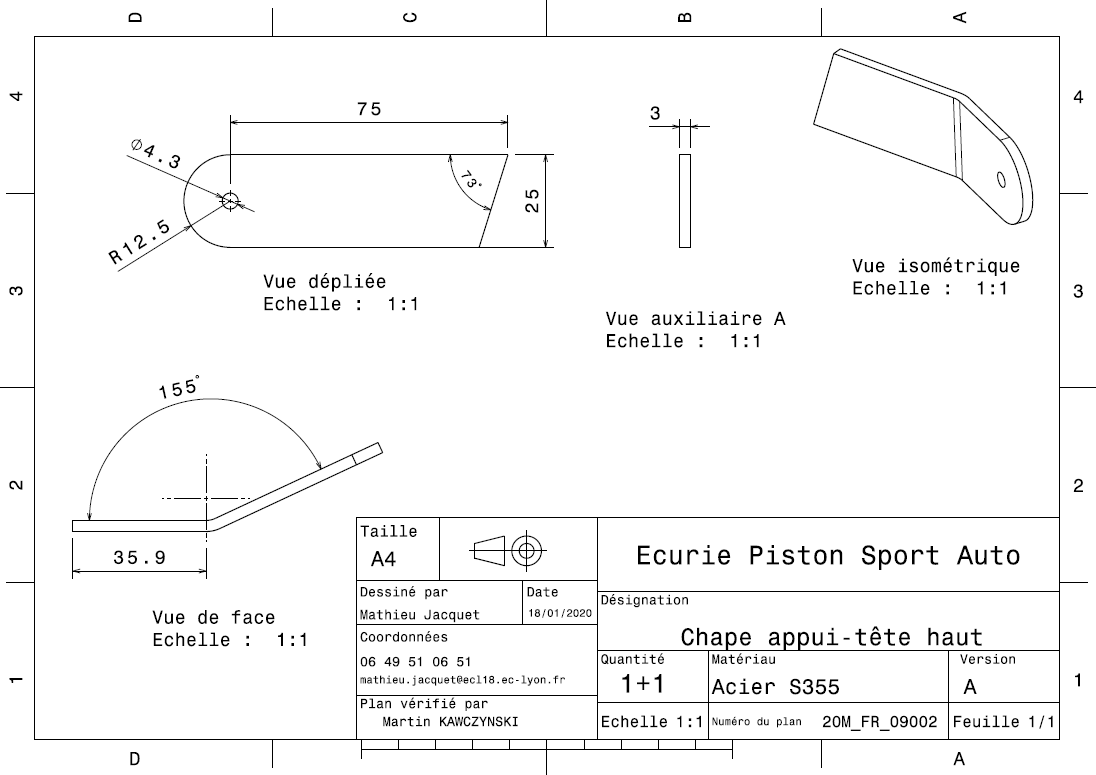 D C B A
4 4
75
3
Ø4.3
73°
25
R12.5
Vue dépliée
Echelle : 1:1
Vue isométrique
Echelle : 1:1
3 3
Vue auxiliaire A
Echelle : 1:1
155°
2 2
35.9
Vue de face
Echelle : 1:1
Taille
A4
Ecurie Piston Sport Auto
Dessiné par
Mathieu Jacquet
Date
18/01/2020
Désignation
Chape appui-tête haut
Coordonnées
06 49 51 06 51
mathieu.jacquet@ecl18.ec-lyon.fr
Quantité
1+1
Matériau
Acier S355
Version
A
Plan vérifié par
Martin KAWCZYNSKI
Echelle 1:1
Numéro du plan 20M_FR_09002
Feuille 1/1
1 1
D A